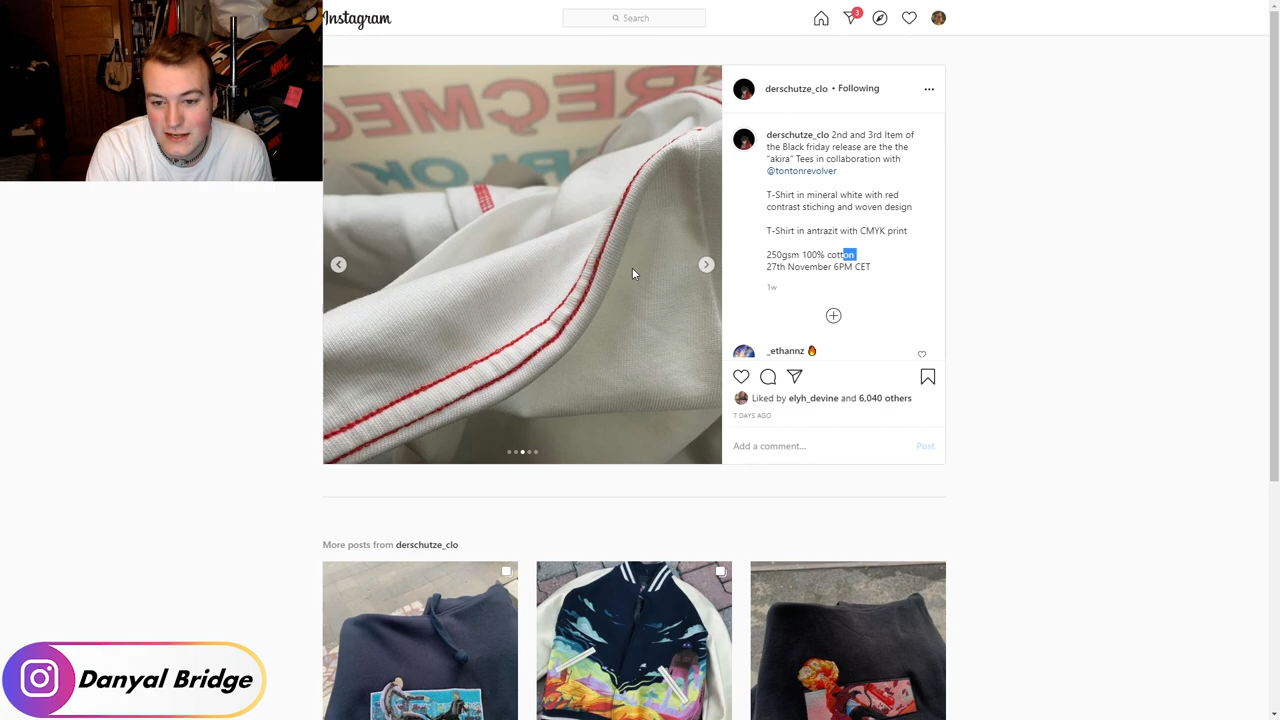 Instagram
Search
3
derschutze_clo • Following
derschutze_clo 2nd and 3rd Item of
the Black friday release are the the
"akira" Tees in collaboration with
@tontonrevolver
T-Shirt in mineral white with red
contrast stiching and woven design
T-Shirt in antrazit with CMYK print
250gsm 100% cotton
27th November 6PM CET
1w
_ethannz 🔥
Liked by elyh_devine and 6,040 others
7 DAYS AGO
Add a comment... Post
More posts from derschutze_clo
Danyal Bridge